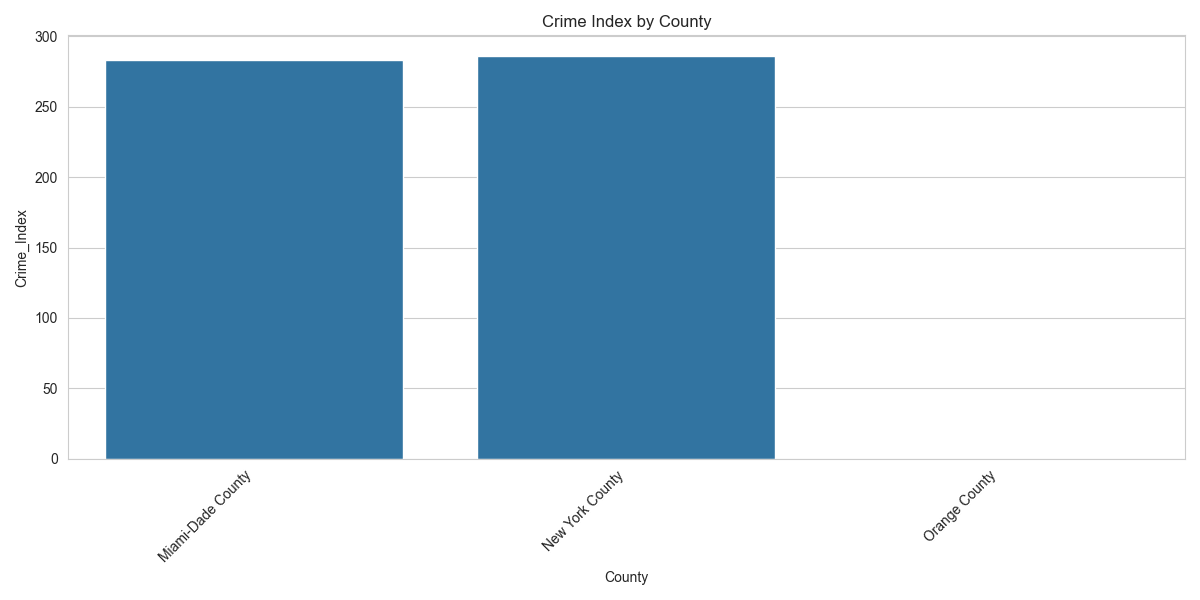 Crime Index by County
Crime_Index
300
250
200
150
100
50
0
Miami-Dade County
New York County
Orange County
County